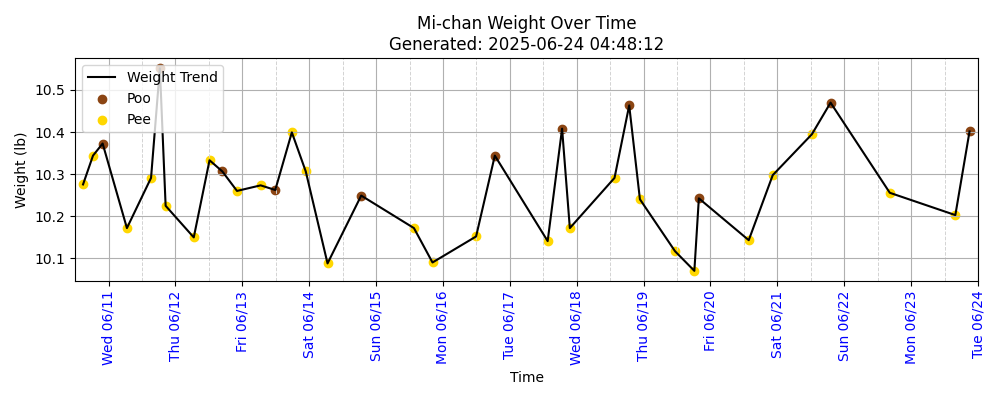 Mi-chan Weight Over Time
Generated: 2025-06-24 04:48:12
Weight Trend
Poo
Pee
10.5
10.4
10.3
10.2
10.1
Weight (lb)
Wed 06/11
Thu 06/12
Fri 06/13
Sat 06/14
Sun 06/15
Mon 06/16
Tue 06/17
Wed 06/18
Thu 06/19
Fri 06/20
Sat 06/21
Sun 06/22
Mon 06/23
Tue 06/24
Time